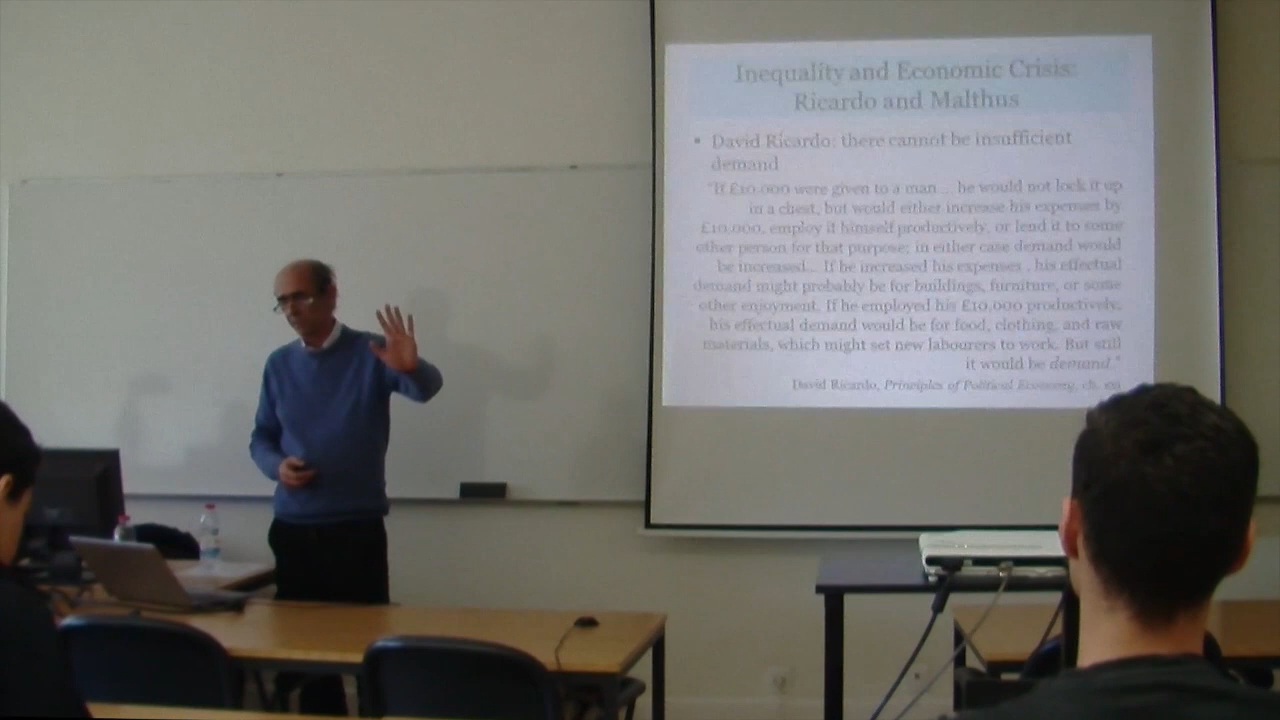 Inequality and Economic Crisis:
Ricardo and Malthus
• David Ricardo: there cannot be insufficient
demand
"If £10,000 were given to a man... he would not lock it up
in a chest, but would either increase his expenses by
£10,000, employ it himself productively, or lend it to some
other person for that purpose; in either case demand would
be increased... If he increased his expenses , his effectual
demand might probably be for buildings, furniture, or some
other enjoyment. If he employed his £10,000 productively,
his effectual demand would be for food, clothing, and raw
materials, which might set new labourers to work. But still
it would be demand."
David Ricardo, Principles of Political Economy, ch.